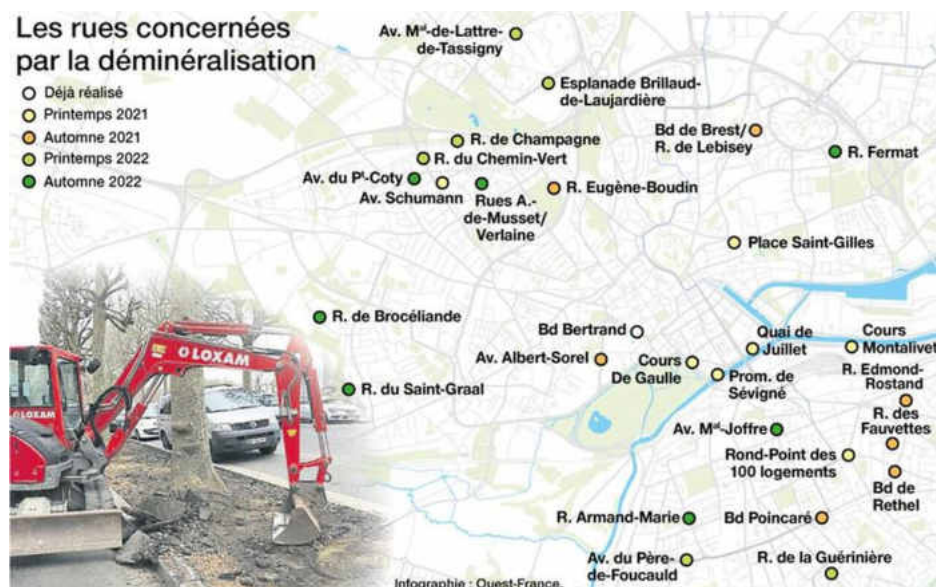 Les rues concernées
par la déminéralisation
Déjà réalisé
Printemps 2021
Automne 2021
Printemps 2022
Automne 2022
Av. Mal-de-Lattre-
de-Tassigny
Esplanade Brillaud-
de-Laujardière
R. de Champagne
Bd de Brest/
R. de Lebisey
R. du Chemin-Vert
R. Fermat
Av. du Pt-Coty
Av. Schumann
Rues A.-
de-Musset/
Verlaine
R. Eugène-Boudin
Place Saint-Gilles
R. de Brocéliande
Bd Bertrand
Quai de
Juillet
Cours
Montalivet
Av. Albert-Sorel
Cours
De Gaulle
Prom. de
Sévigné
R. Edmond-
Rostand
R. du Saint-Graal
R. des
Fauvettes
Av. Mal-Joffre
Rond-Point des
100 logements
Bd de
Rethel
R. Armand-Marie
Bd Poincaré
Av. du Père-
de-Foucauld
R. de la Guérinière
LOXAM
LOXAM
Infographie : Ouest-France.